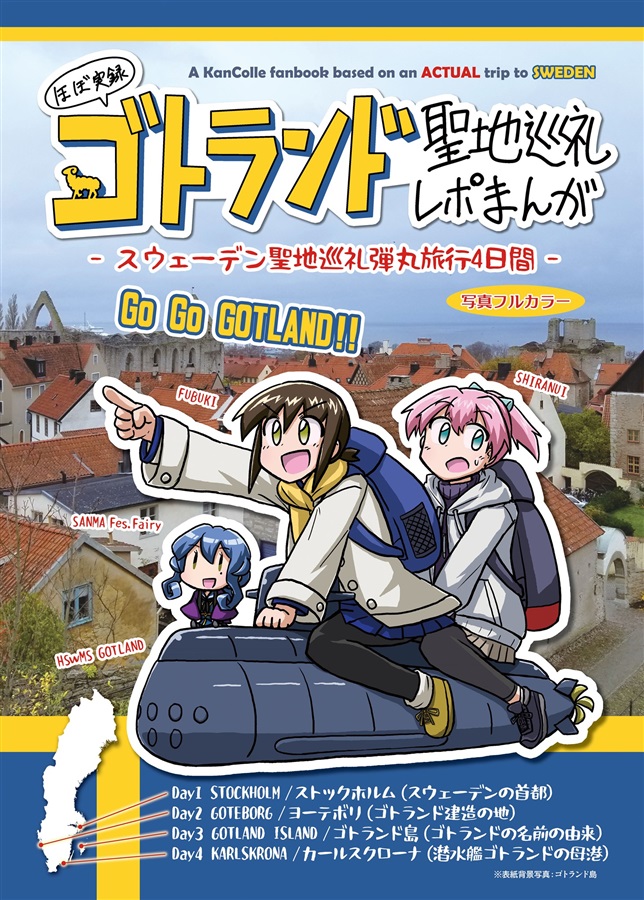 A KanColle fanbook based on an ACTUAL trip to SWEDEN
ほぼ実録
ゴトランド
聖地巡礼
レポまんが
- スウェーデン聖地巡礼弾丸旅行4日間 -
Go Go GOTLAND!!
写真フルカラー
FUBUKI
SHIRANUI
SANMA Fes.Fairy
HSwMS GOTLAND
Day1 STOCKHOLM / ストックホルム (スウェーデンの首都)
Day2 GOTEBORG / ヨーテボリ (ゴトランド建造の地)
Day3 GOTLAND ISLAND / ゴトランド島 (ゴトランドの名前の由来)
Day4 KARLSKRONA / カールスクローナ (潜水艦ゴトランドの母港)
※表紙背景写真:ゴトランド島